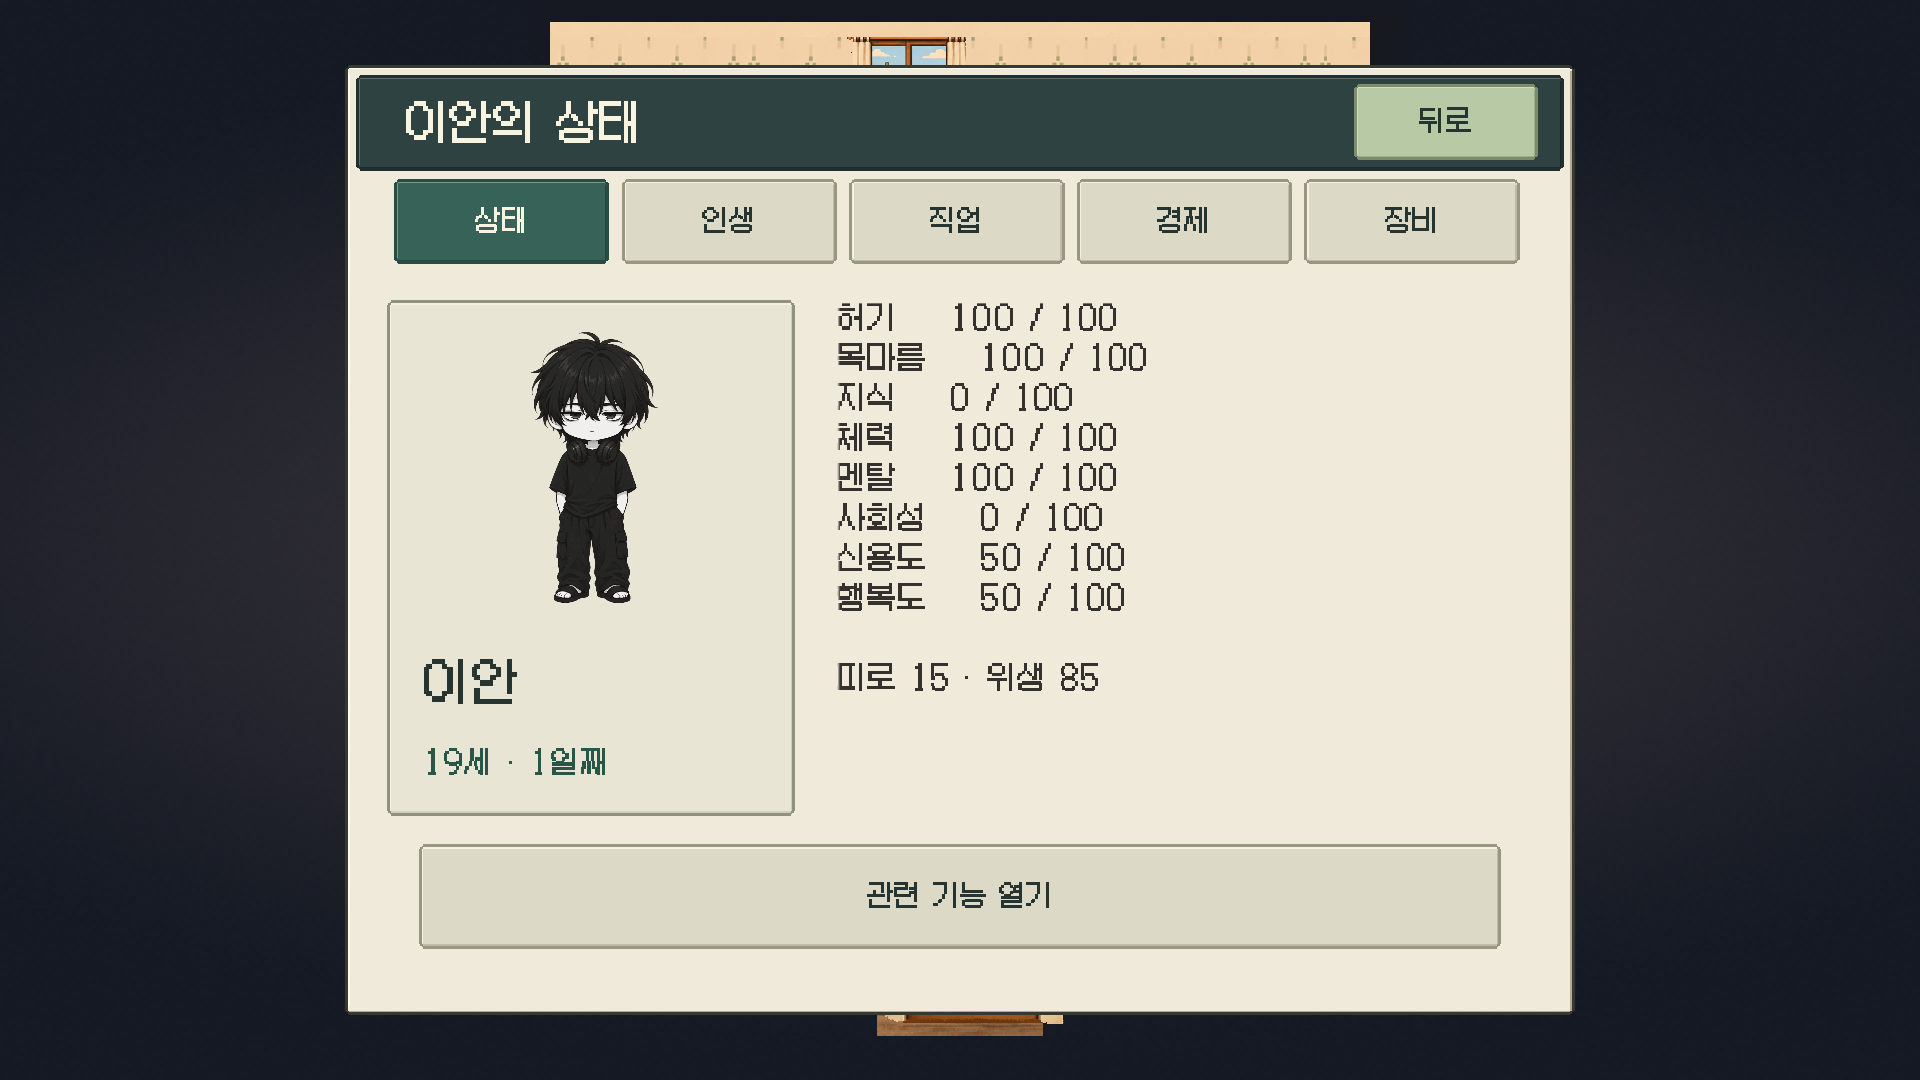 이안의 상태
뒤로
상태
인생
직업
경제
장비
허기 100 / 100
목마름 100 / 100
지식 0 / 100
체력 100 / 100
멘탈 100 / 100
사회성 0 / 100
신용도 50 / 100
행복도 50 / 100
피로 15 · 위생 85
이안
19세 · 1일째
관련 기능 열기